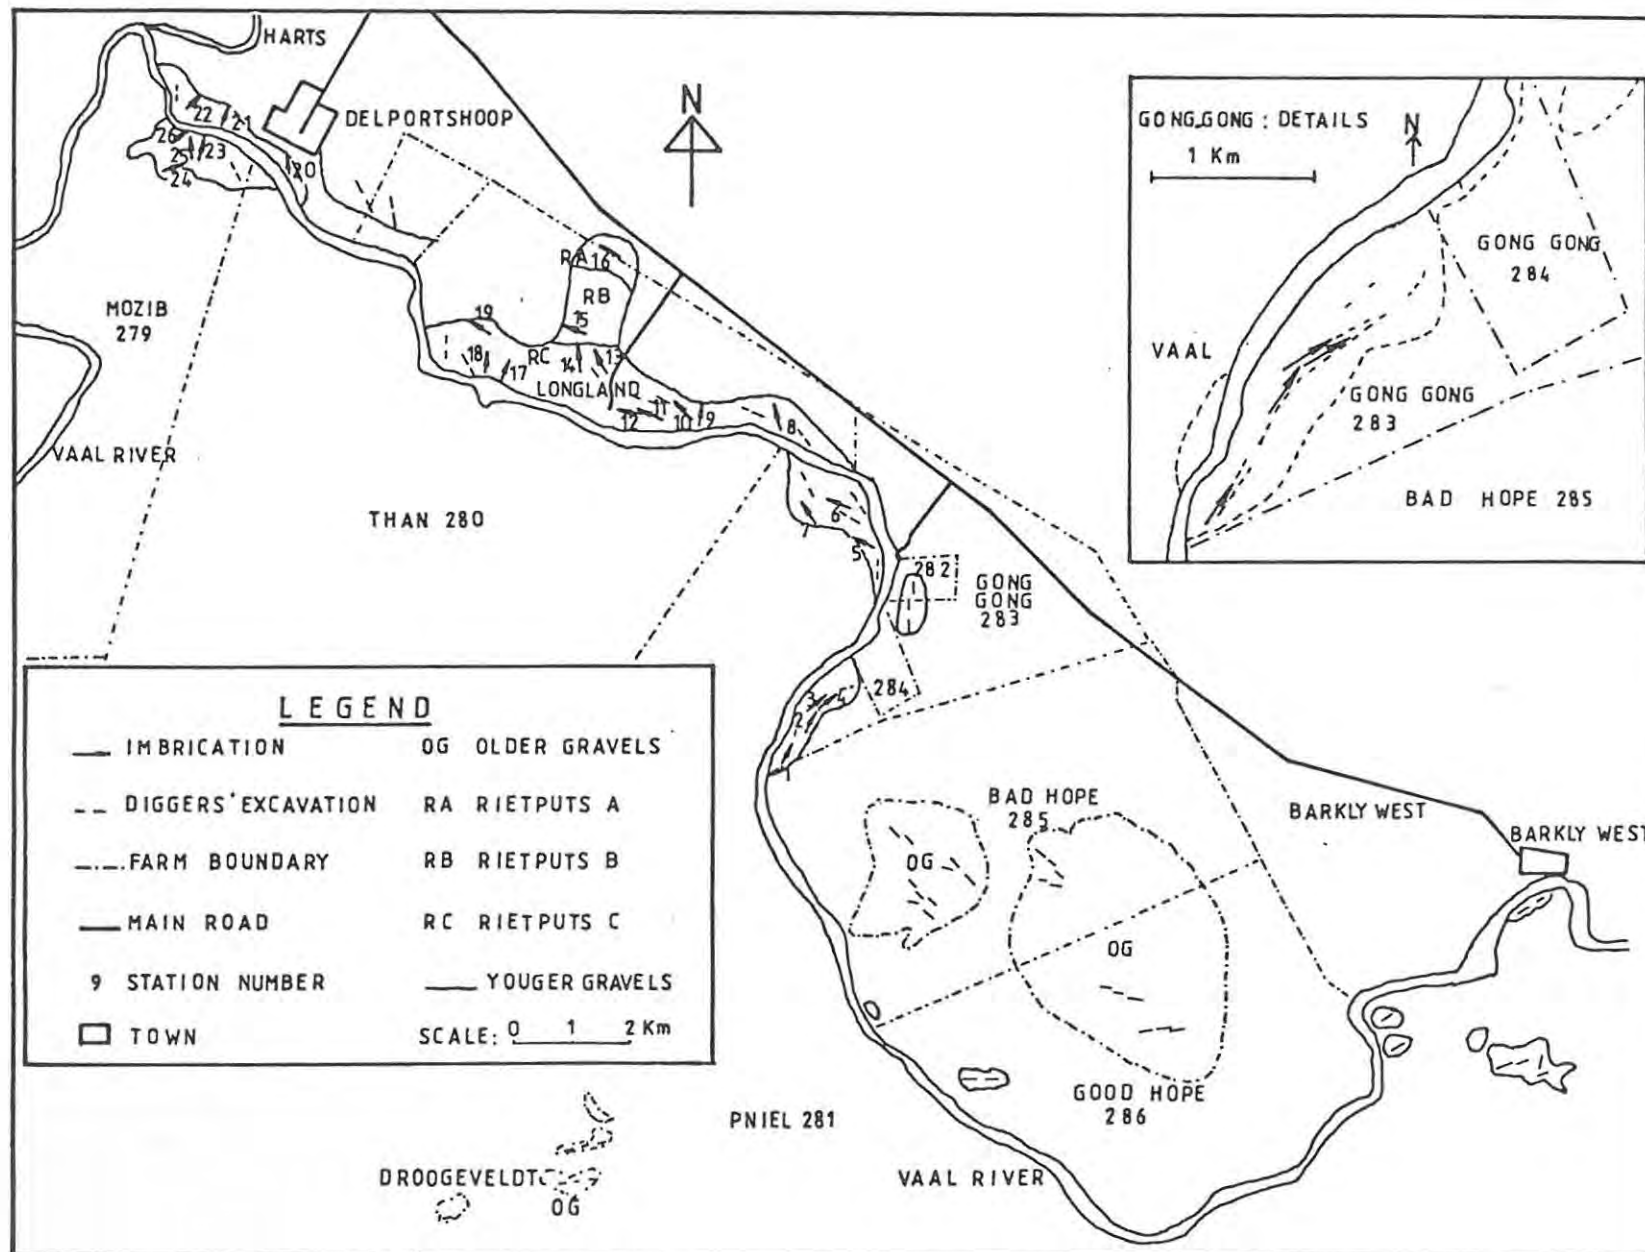 HARTS
DELPORTSHOOP
N
22
21
26
25
23
24
20
MOZIB
279
VAAL RIVER
THAN 280
RA 16
RB
15
19
RC
14
13
18
17
LONGLAND
12
11
10
9
8
7
6
5
282
GONG
GONG
283
284
3
4
2
1
GONG GONG : DETAILS
N
1 Km
GONG GONG
284
VAAL
GONG GONG
283
BAD HOPE 285
BAD HOPE
285
OG
OG
BARKLY WEST
BARKLY WEST
GOOD HOPE
286
PNIEL 281
VAAL RIVER
DROOGEVELDT
OG
LEGEND
IMBRICATION
OG OLDER GRAVELS
DIGGERS' EXCAVATION
RA RIETPUTS A
FARM BOUNDARY
RB RIETPUTS B
MAIN ROAD
RC RIETPUTS C
9 STATION NUMBER
YOUGER GRAVELS
TOWN
SCALE: 0 1 2 Km